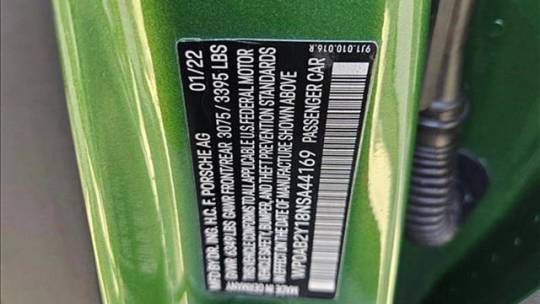 9J1.010.016.R
MFD BY DR. ING. H.C. F. PORSCHE AG 01/22
GVWR 6349 LBS GAWR FRONT/REAR 3075 / 3395 LBS
THIS VEHICLE CONFORMS TO ALL APPLICABLE U.S. FEDERAL MOTOR
VEHICLE SAFETY, BUMPER, AND THEFT PREVENTION STANDARDS
IN EFFECT ON THE DATE OF MANUFACTURE SHOWN ABOVE
WP0AB2Y18NSA44169 PASSENGER CAR
MADE IN GERMANY